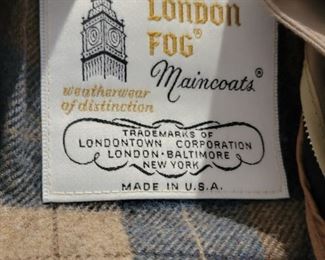 LONDON
FOG®
Maincoats®
weatherwear
of distinction
TRADEMARKS OF
LONDONTOWN CORPORATION
LONDON·BALTIMORE
NEW YORK
MADE IN U.S.A.